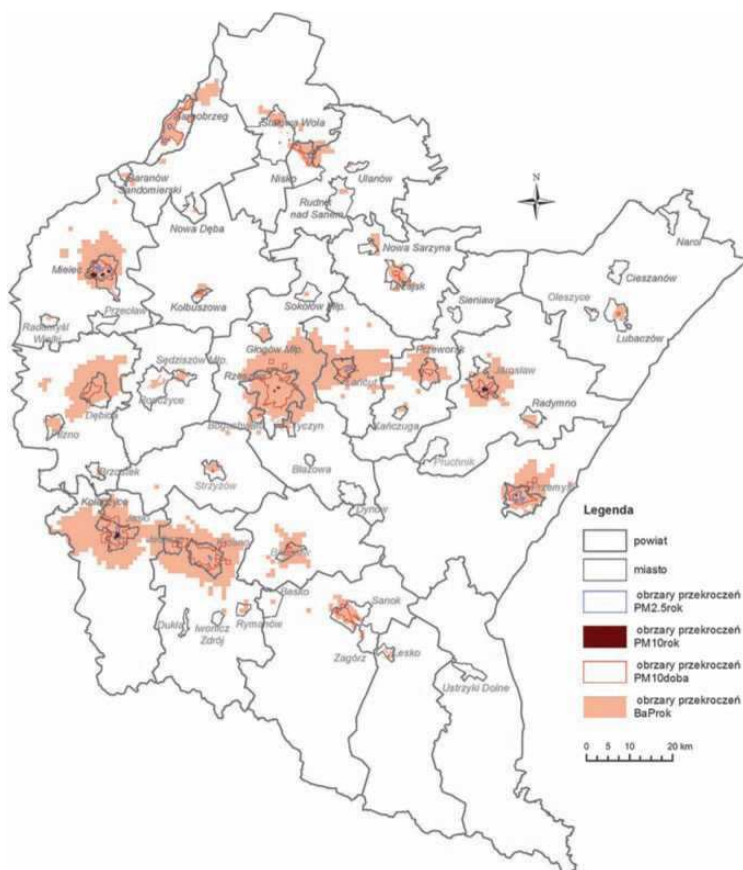 Tarnobrzeg
Stalowa Wola
Baranów
Sandomierski
Nisko
Ulanów
Rudnik
nad Sanem
Nowa Dęba
Nowa Sarzyna
N
Narol
Mielec
Cieszanów
Leżajsk
Oleszyce
Kolbuszowa
Sokołów Młp.
Sieniawa
Przecław
Radomyśl
Wielki
Lubaczów
Głogów Młp.
Sędziszów Młp.
Przeworsk
Jarosław
Rzeszów
Łańcut
Ropczyce
Radymno
Dębica
Kańczuga
Pilzno
Boguchwała
Tyczyn
Pruchnik
Brzostek
Błażowa
Strzyżów
Przemyśl
Dynów
Kołaczyce
Jasło
Jedlicze
Krosno
Brzozów
Besko
Sanok
Dukla
Iwonicz
Zdrój
Rymanów
Zagórz
Lesko
Ustrzyki Dolne
Legenda
powiat
miasto
obrzary przekroczeń
PM2.5rok
obrzary przekroczeń
PM10rok
obrzary przekroczeń
PM10doba
obrzary przekroczeń
BaProk
0 5 10 20 km